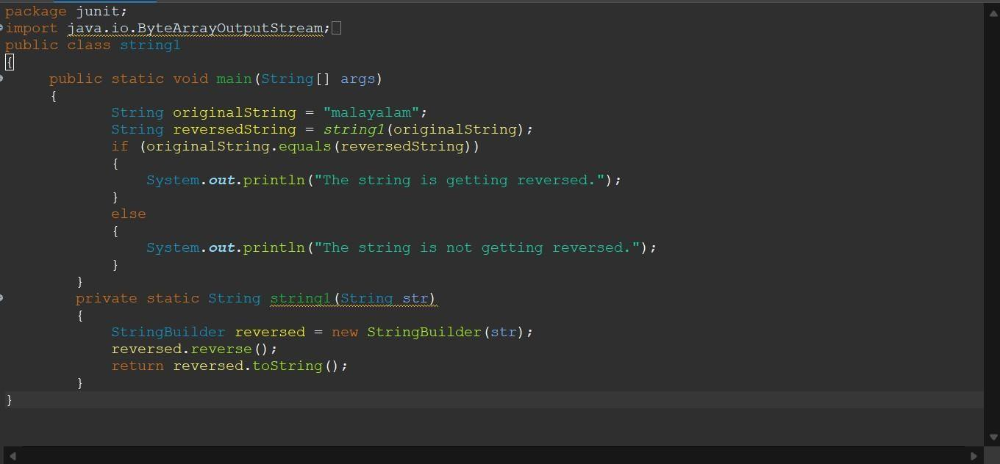 package junit;
import java.io.ByteArrayOutputStream;
public class string1
{
public static void main(String[] args)
{
String originalString = "malayalam";
String reversedString = string1(originalString);
if (originalString.equals(reversedString))
{
System.out.println("The string is getting reversed.");
}
else
{
System.out.println("The string is not getting reversed.");
}
}
private static String string1(String str)
{
StringBuilder reversed = new StringBuilder(str);
reversed.reverse();
return reversed.toString();
}
}